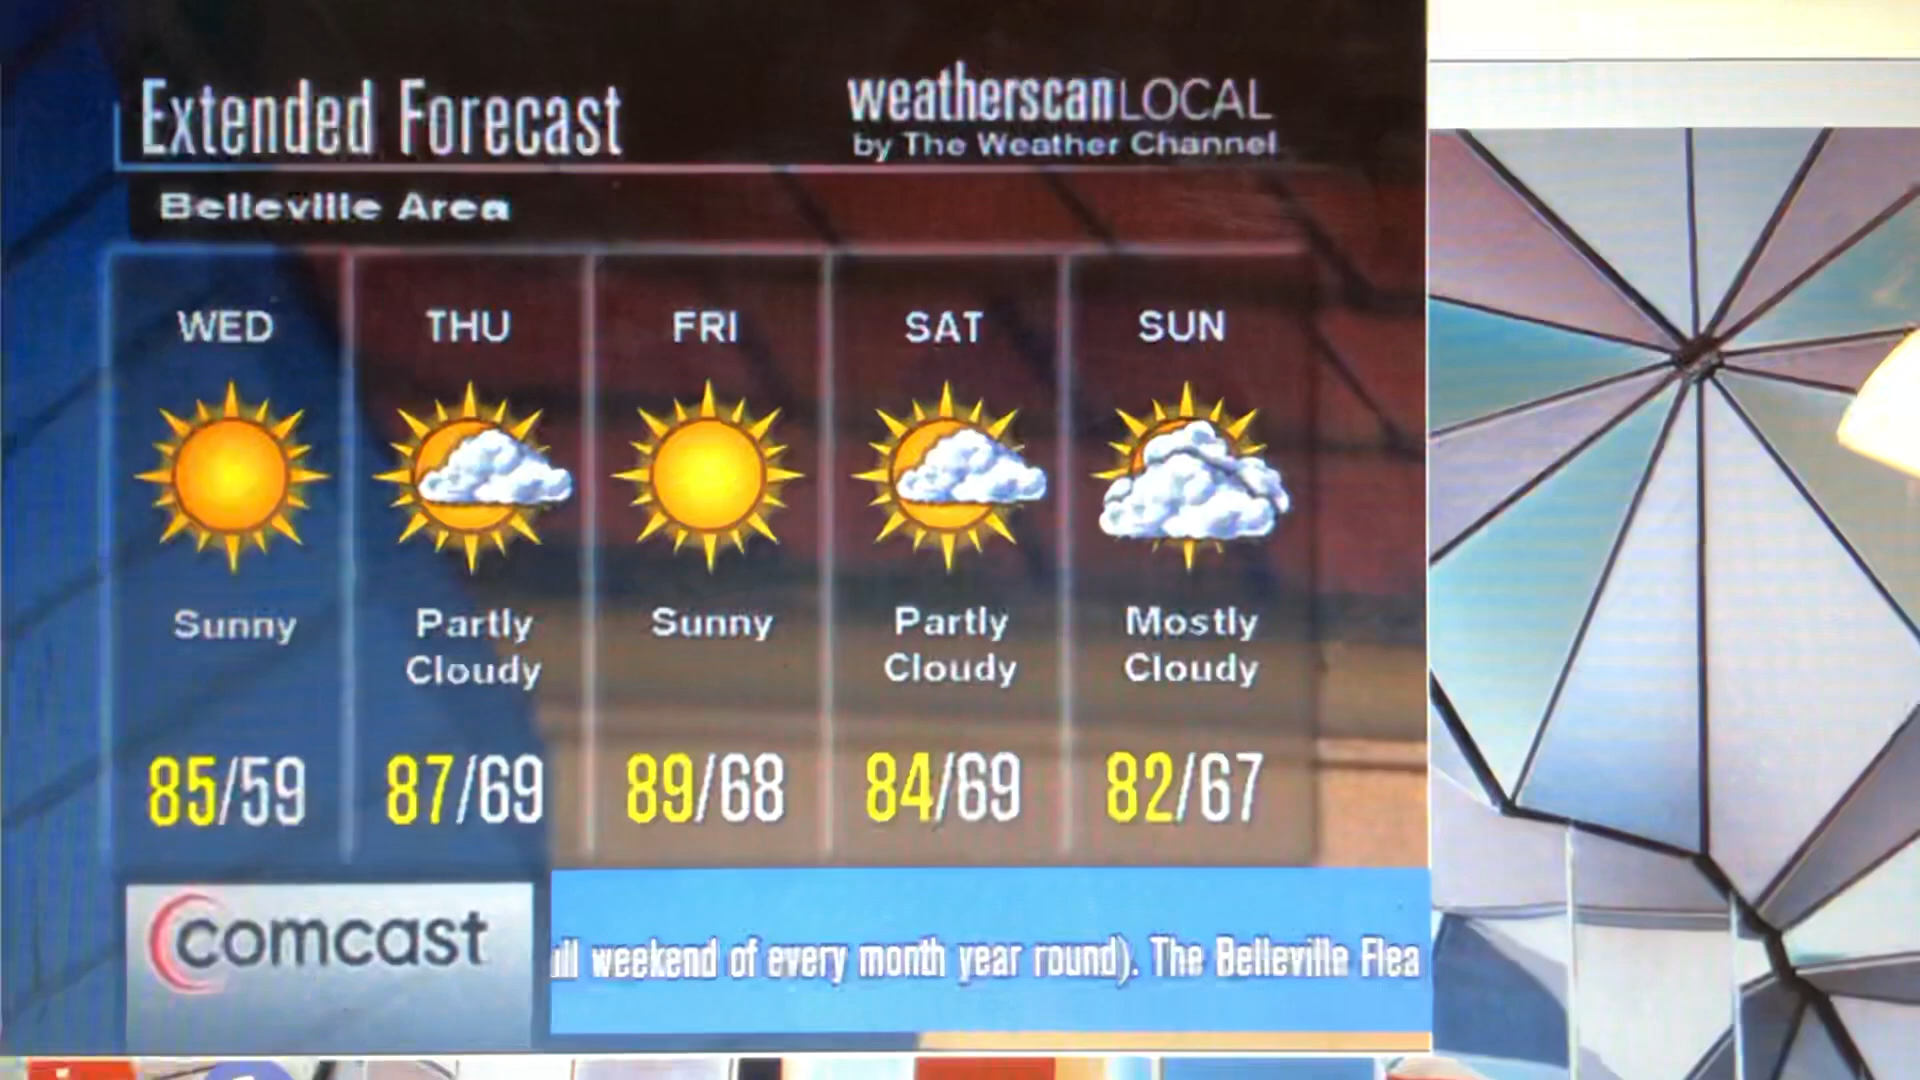 Extended Forecast
weatherscanLOCAL
by The Weather Channel
Belleville Area
WED
THU
FRI
SAT
SUN
Sunny
Partly
Cloudy
Sunny
Partly
Cloudy
Mostly
Cloudy
85/59
87/69
89/68
84/69
82/67
comcast
weekend of every month year round). The Belleville Flea